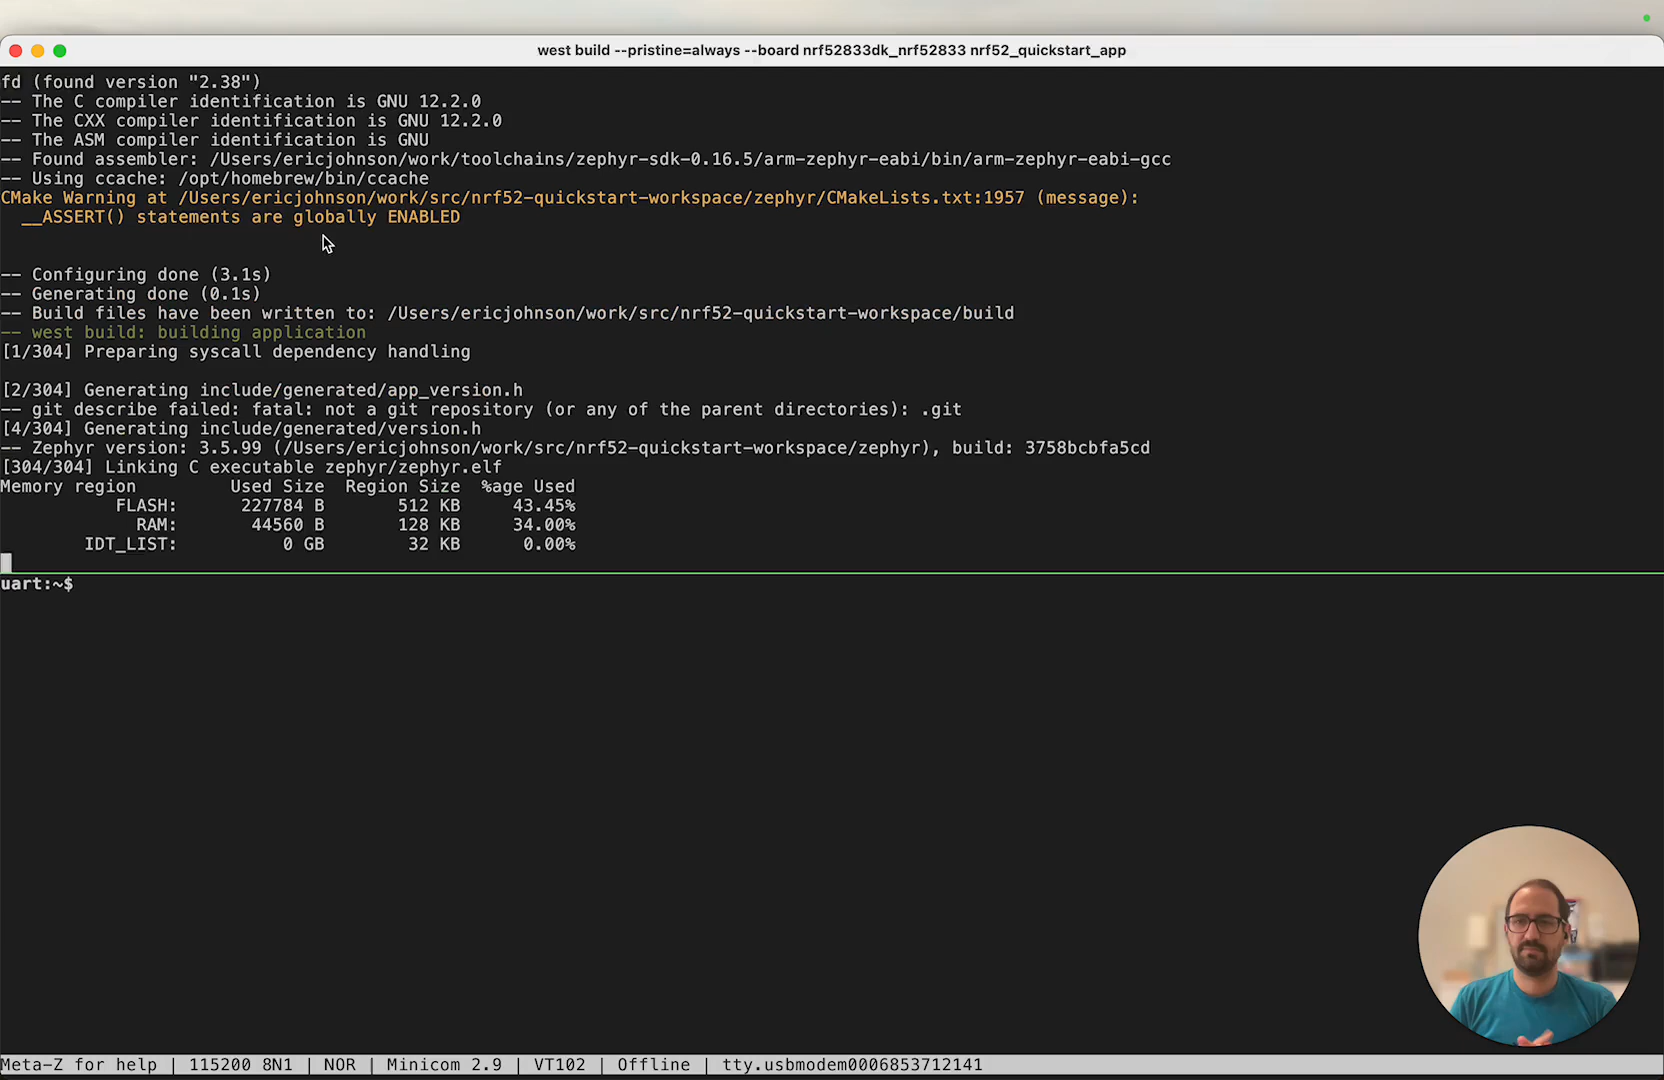 west build --pristine=always --board nrf52833dk_nrf52833 nrf52_quickstart_app
fd (found version "2.38")
-- The C compiler identification is GNU 12.2.0
-- The CXX compiler identification is GNU 12.2.0
-- The ASM compiler identification is GNU
-- Found assembler: /Users/ericjohnson/work/toolchains/zephyr-sdk-0.16.5/arm-zephyr-eabi/bin/arm-zephyr-eabi-gcc
-- Using ccache: /opt/homebrew/bin/ccache
CMake Warning at /Users/ericjohnson/work/src/nrf52-quickstart-workspace/zephyr/CMakeLists.txt:1957 (message):
  __ASSERT() statements are globally ENABLED
-- Configuring done (3.1s)
-- Generating done (0.1s)
-- Build files have been written to: /Users/ericjohnson/work/src/nrf52-quickstart-workspace/build
-- west build: building application
[1/304] Preparing syscall dependency handling
[2/304] Generating include/generated/app_version.h
-- git describe failed: fatal: not a git repository (or any of the parent directories): .git
[4/304] Generating include/generated/version.h
-- Zephyr version: 3.5.99 (/Users/ericjohnson/work/src/nrf52-quickstart-workspace/zephyr), build: 3758bcbfa5cd
[304/304] Linking C executable zephyr/zephyr.elf
Memory region         Used Size  Region Size  %age Used
           FLASH:      227784 B       512 KB     43.45%
             RAM:       44560 B       128 KB     34.00%
        IDT_LIST:          0 GB        32 KB      0.00%
uart:~$
Meta-Z for help | 115200 8N1 | NOR | Minicom 2.9 | VT102 | Offline | tty.usbmodem0006853712141